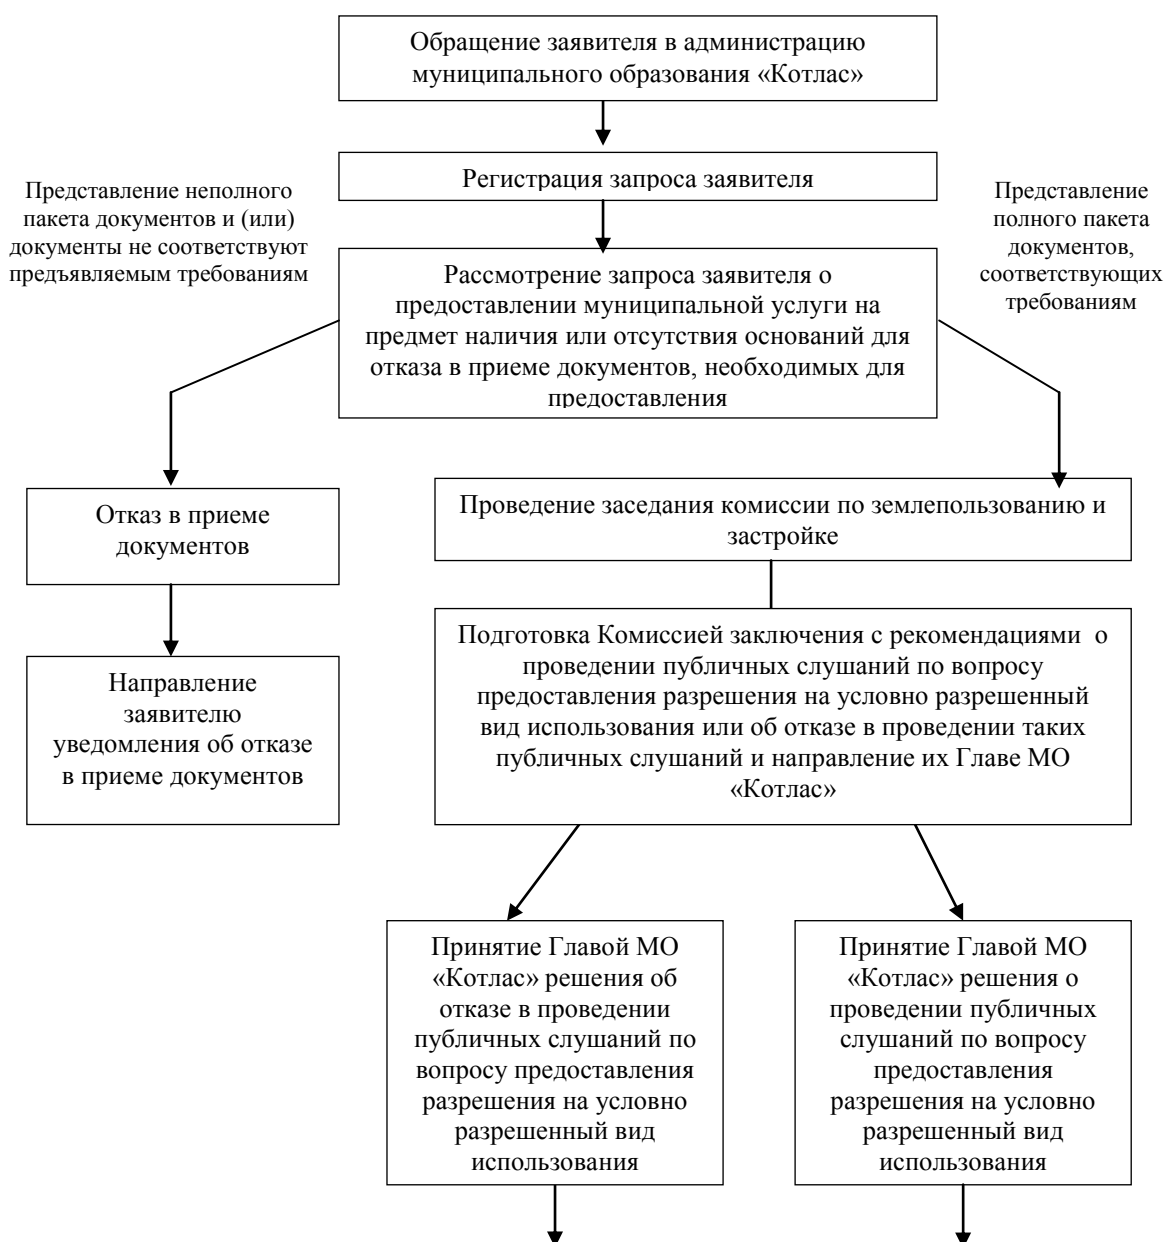 Обращение заявителя в администрацию
муниципального образования «Котлас»
Регистрация запроса заявителя
Представление неполного
пакета документов и (или)
документы не соответствуют
предъявляемым требованиям
Представление
полного пакета
документов,
соответствующих
требованиям
Рассмотрение запроса заявителя о
предоставлении муниципальной услуги на
предмет наличия или отсутствия оснований для
отказа в приеме документов, необходимых для
предоставления
Отказ в приеме
документов
Проведение заседания комиссии по землепользованию и
застройке
Направление
заявителю
уведомления об отказе
в приеме документов
Подготовка Комиссией заключения с рекомендациями о
проведении публичных слушаний по вопросу
предоставления разрешения на условно разрешенный
вид использования или об отказе в проведении таких
публичных слушаний и направление их Главе МО
«Котлас»
Принятие Главой МО
«Котлас» решения об
отказе в проведении
публичных слушаний по
вопросу предоставления
разрешения на условно
разрешенный вид
использования
Принятие Главой МО
«Котлас» решения о
проведении публичных
слушаний по вопросу
предоставления
разрешения на условно
разрешенный вид
использования